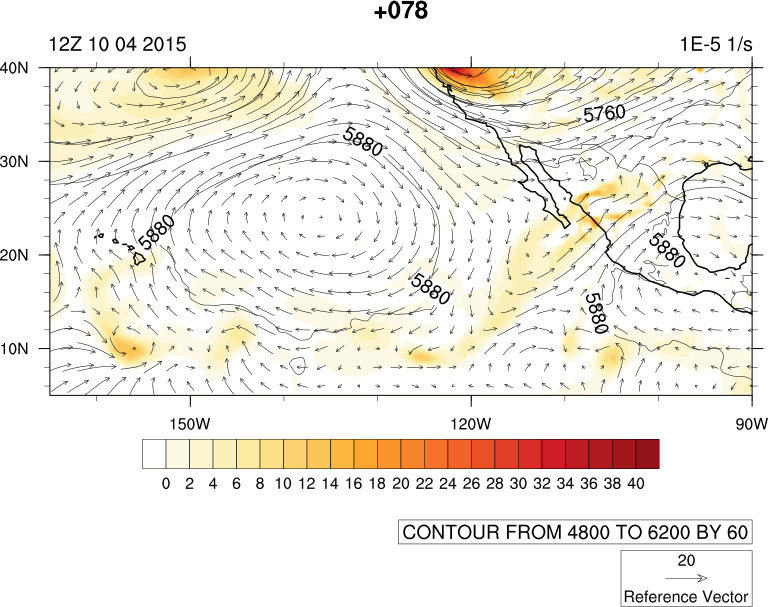 +078
12Z 10 04 2015 1E-5 1/s
40N
5760
5880
30N
5880
5880
20N
5880
5880
10N
150W 120W 90W
0 2 4 6 8 10 12 14 16 18 20 22 24 26 28 30 32 34 36 38 40
CONTOUR FROM 4800 TO 6200 BY 60
20
Reference Vector